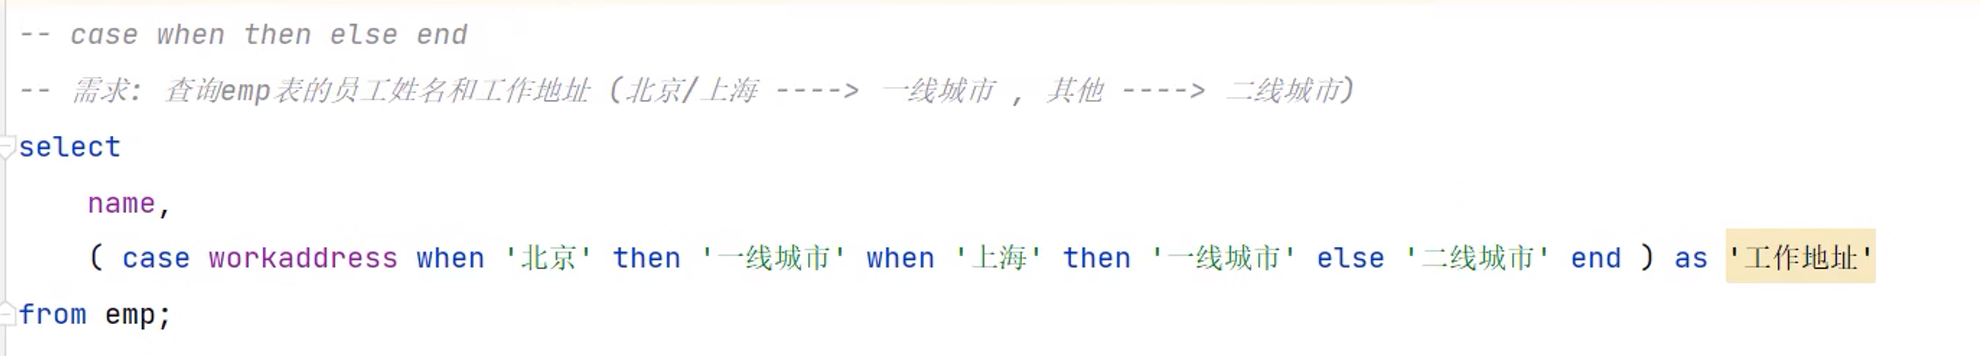 -- case when then else end
-- 需求: 查询emp表的员工姓名和工作地址 (北京/上海 ----> 一线城市 , 其他 ----> 二线城市)
select
    name,
    ( case workaddress when '北京' then '一线城市' when '上海' then '一线城市' else '二线城市' end ) as '工作地址'
from emp;